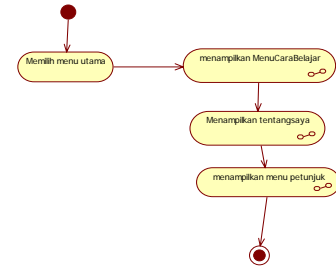 Memilih menu utama
menampilkan MenuCaraBelajar
Menampilkan tentangsaya
menampilkan menu petunjuk